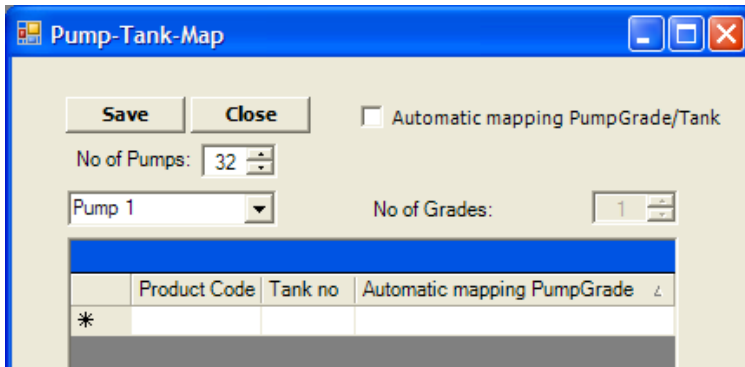 Pump-Tank-Map
Save Close Automatic mapping PumpGrade/Tank
No of Pumps: 32
Pump 1 No of Grades: 1
Product Code Tank no Automatic mapping PumpGrade
*